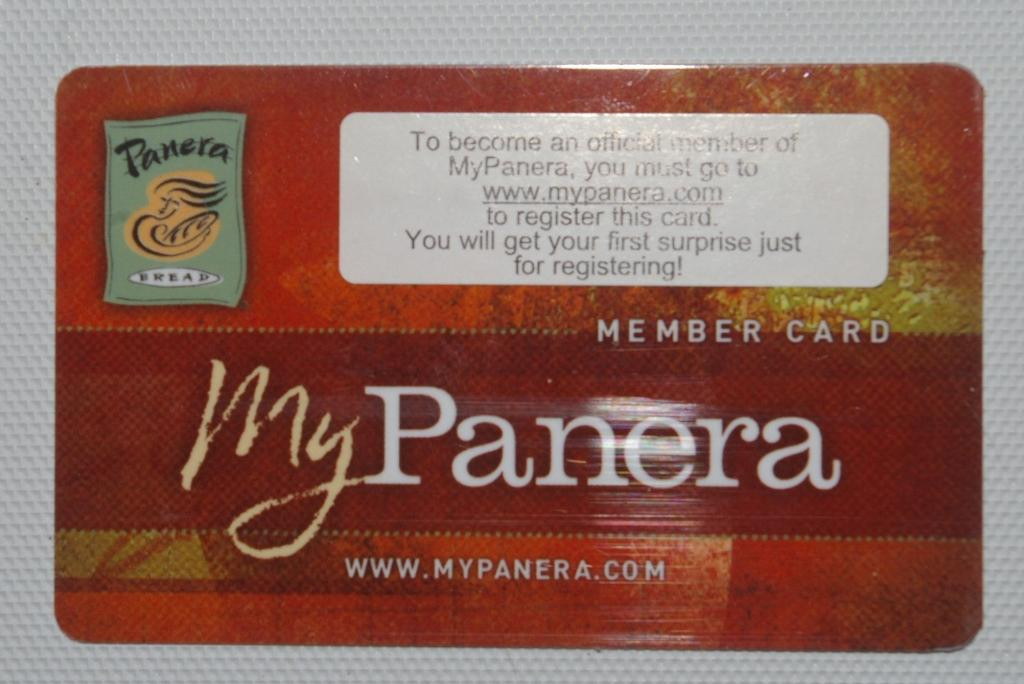 Panera
BREAD
To become an official member of
MyPanera, you must go to
www.mypanera.com
to register this card.
You will get your first surprise just
for registering!
MEMBER CARD
MyPanera
WWW.MYPANERA.COM